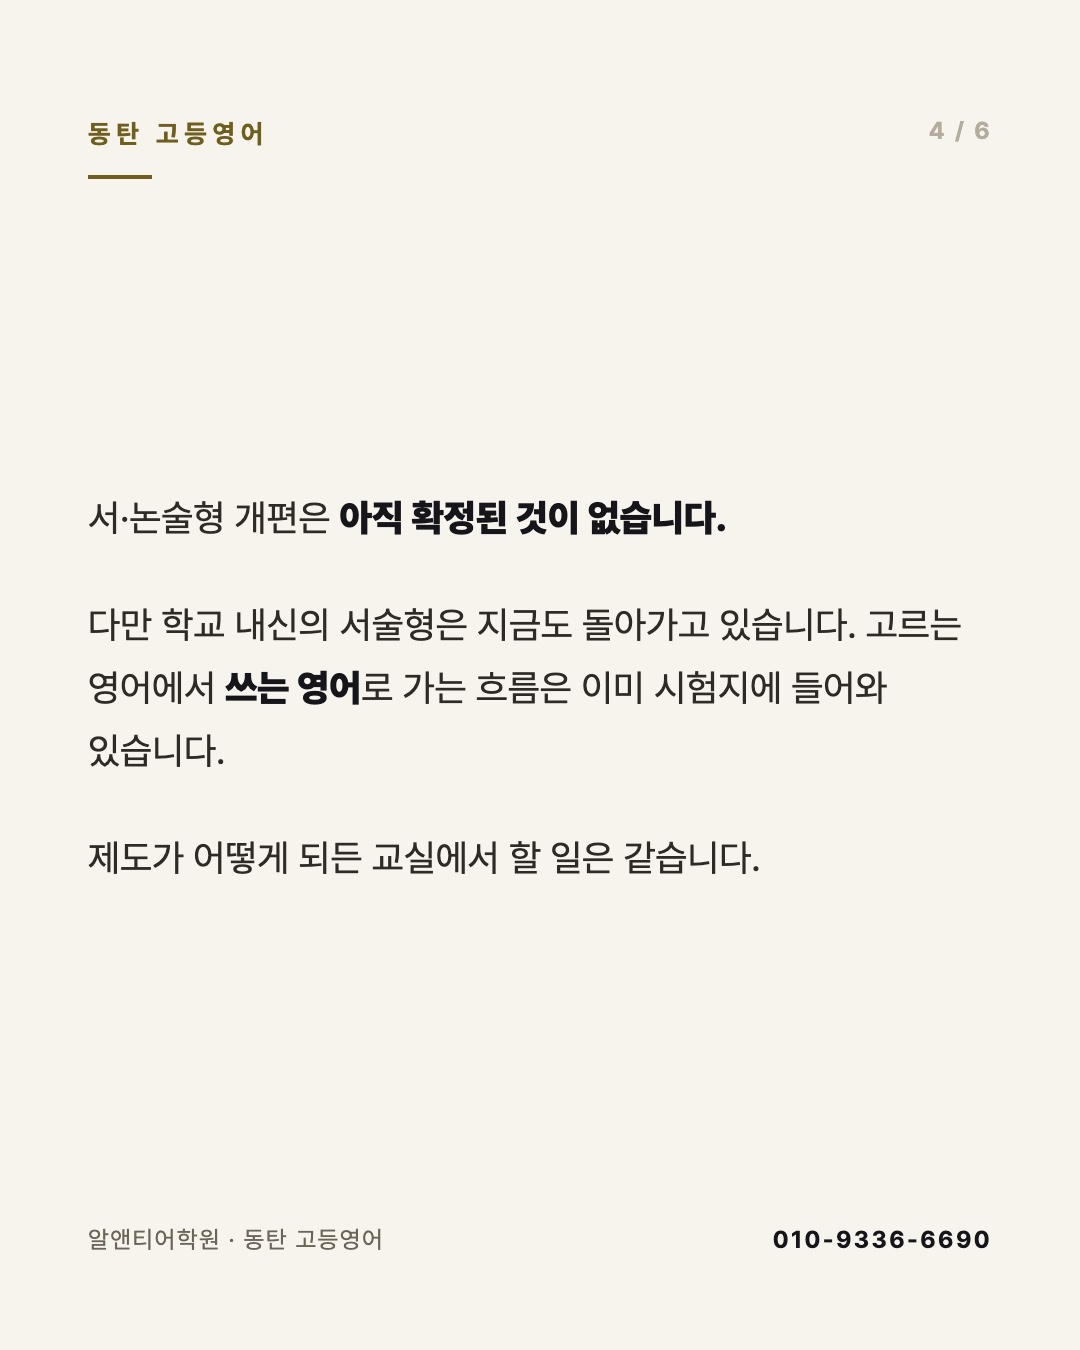 동탄 고등영어
4 / 6
서·논술형 개편은 아직 확정된 것이 없습니다.
다만 학교 내신의 서술형은 지금도 돌아가고 있습니다. 고르는
영어에서 쓰는 영어로 가는 흐름은 이미 시험지에 들어와
있습니다.
제도가 어떻게 되든 교실에서 할 일은 같습니다.
알앤티어학원 · 동탄 고등영어
010-9336-6690